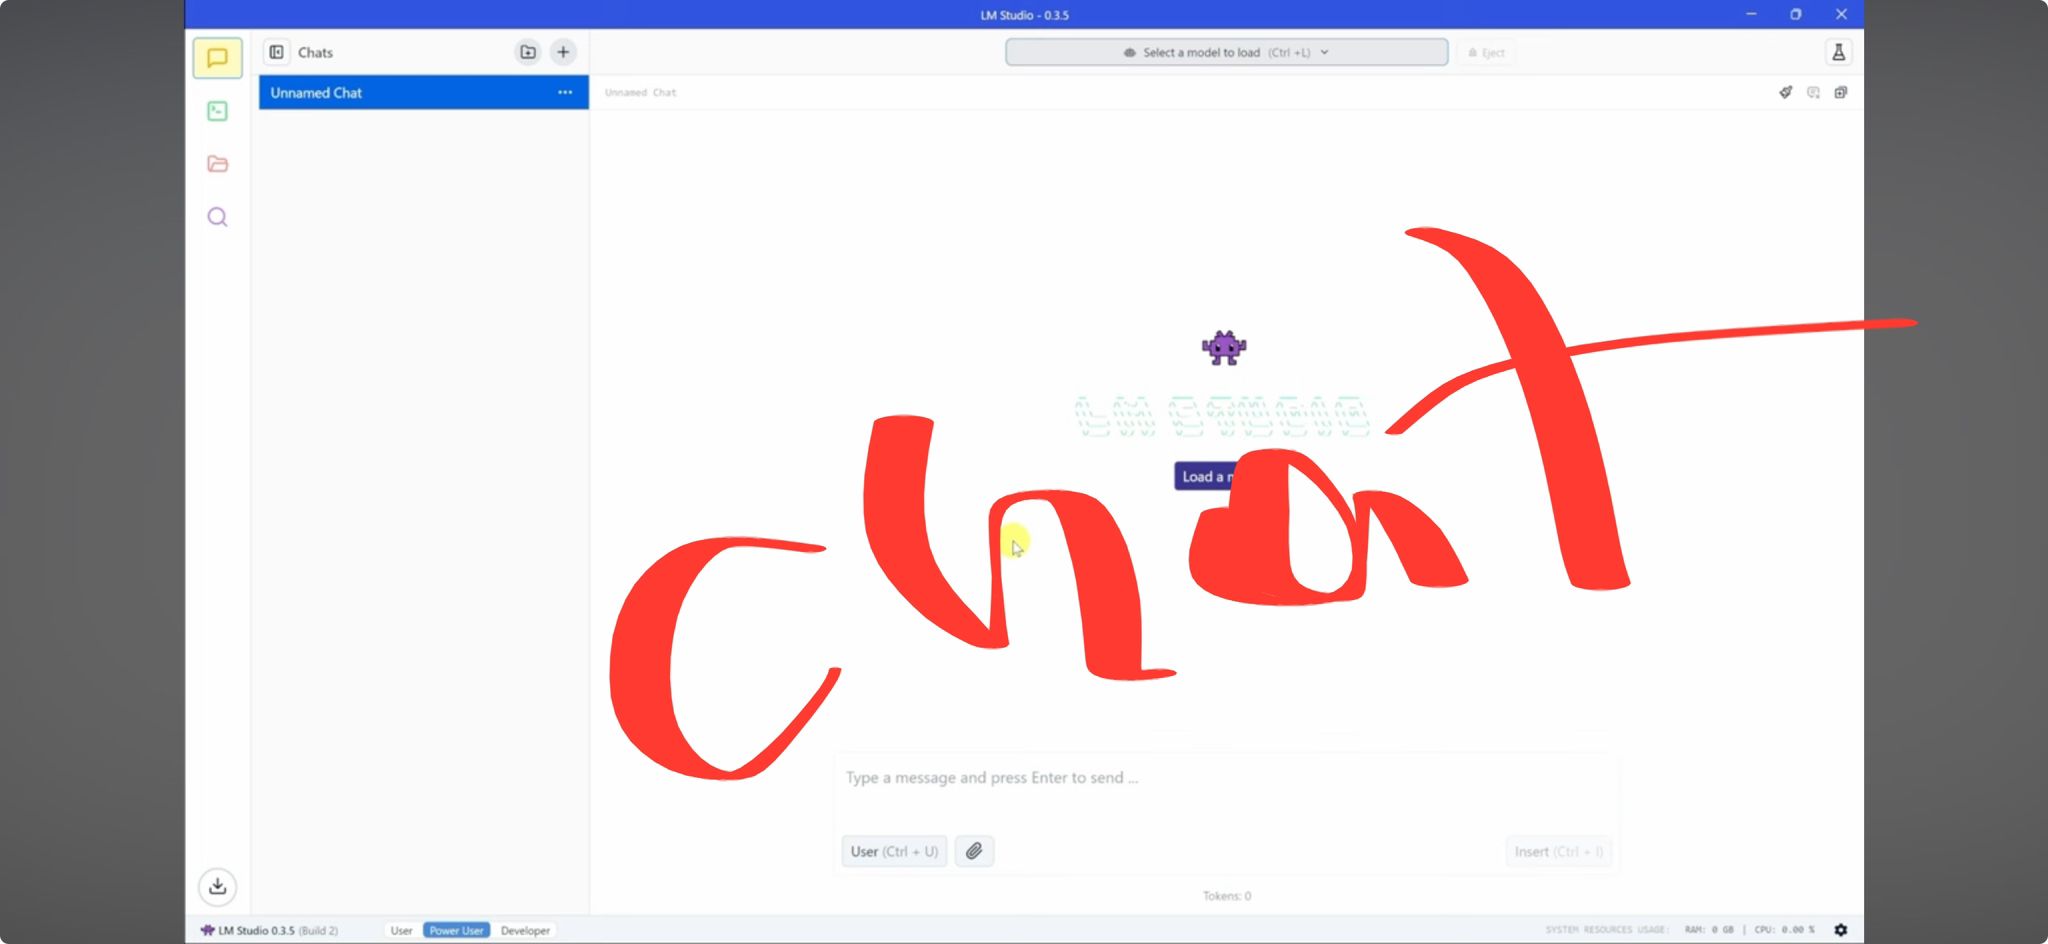 LM Studio - 0.3.5
Chats
Select a model to load (Ctrl +L)
Eject
Unnamed Chat
Unnamed Chat
LM STUDIO
Load a
chat
Type a message and press Enter to send ...
User (Ctrl + U)
Insert (Ctrl + I)
Tokens: 0
LM Studio 0.3.5 (Build 2)
User
Power User
Developer
SYSTEM RESOURCES USAGE:
RAM: 0 GB | CPU: 0.00 %